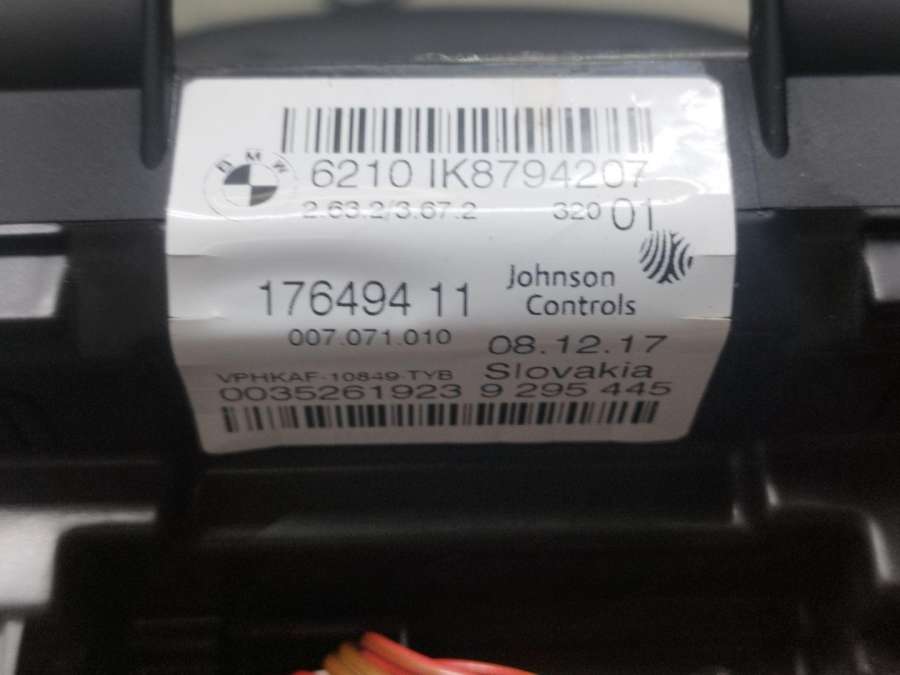 BMW
6210 IK8794207
2.63.2/3.67.2 320 01
Johnson
Controls
176494 11
007.071.010
08.12.17
VPHKAF-10849-TYB Slovakia
0035261923 9 295 445